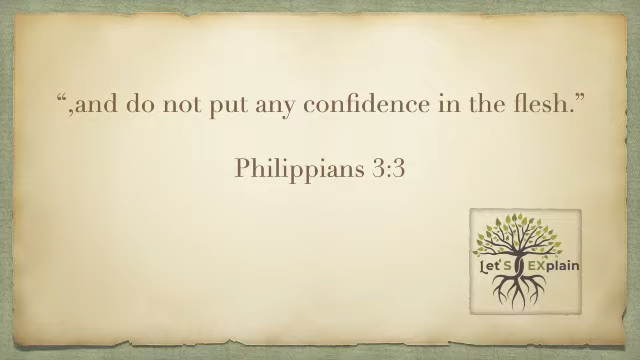 “,and do not put any confidence in the flesh.”
Philippians 3:3
Let'S EXplain